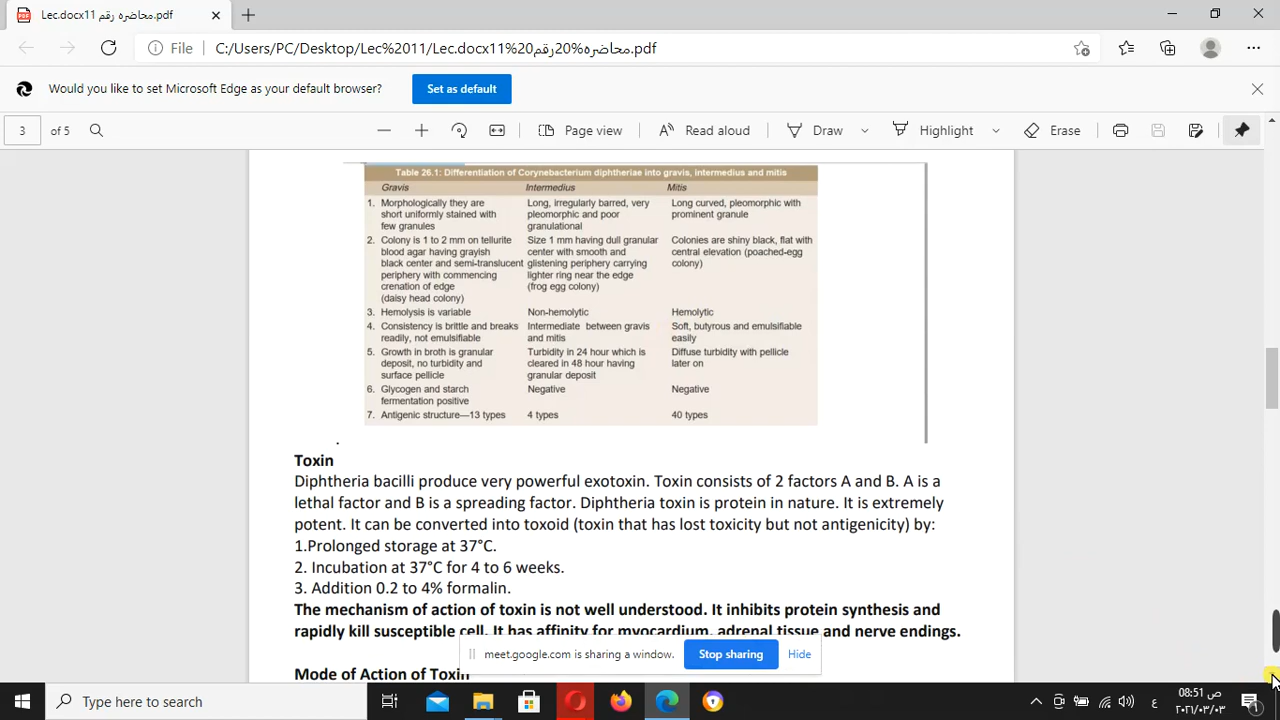 Lec.docx11محاضره رقم.pdf
File
C:/Users/PC/Desktop/Lec%2011/Lec.docx11%20محاضره%20رقم.pdf
Would you like to set Microsoft Edge as your default browser?
Set as default
3 of 5
Page view
Read aloud
Draw
Highlight
Erase
Table 26.1: Differentiation of Corynebacterium diphtheriae into gravis, intermedius and mitis
Gravis Intermedius Mitis
1. Morphologically they are Long, irregularly barred, very Long curved, pleomorphic with
short uniformly stained with pleomorphic and poor prominent granule
few granules granulational
2. Colony is 1 to 2 mm on tellurite Size 1 mm having dull granular Colonies are shiny black, flat with
blood agar having grayish center with smooth and central elevation (poached-egg
black center and semi-translucent glistening periphery carrying colony)
periphery with commencing lighter ring near the edge
crenation of edge (frog egg colony)
(daisy head colony)
3. Hemolysis is variable Non-hemolytic Hemolytic
4. Consistency is brittle and breaks Intermediate between gravis Soft, butyrous and emulsifiable
readily, not emulsifiable and mitis easily
5. Growth in broth is granular Turbidity in 24 hour which is Diffuse turbidity with pellicle
deposit, no turbidity and cleared in 48 hour having later on
surface pellicle granular deposit
6. Glycogen and starch Negative Negative
fermentation positive
7. Antigenic structure—13 types 4 types 40 types
.
Toxin
Diphtheria bacilli produce very powerful exotoxin. Toxin consists of 2 factors A and B. A is a
lethal factor and B is a spreading factor. Diphtheria toxin is protein in nature. It is extremely
potent. It can be converted into toxoid (toxin that has lost toxicity but not antigenicity) by:
1.Prolonged storage at 37°C.
2. Incubation at 37°C for 4 to 6 weeks.
3. Addition 0.2 to 4% formalin.
The mechanism of action of toxin is not well understood. It inhibits protein synthesis and
rapidly kill susceptible cell. It has affinity for myocardium, adrenal tissue and nerve endings.
meet.google.com is sharing a window.
Stop sharing
Hide
Mode of Action of Toxin
Type here to search
ع
08:51 ص
٢٠٢١/٠٣/٠٣
1